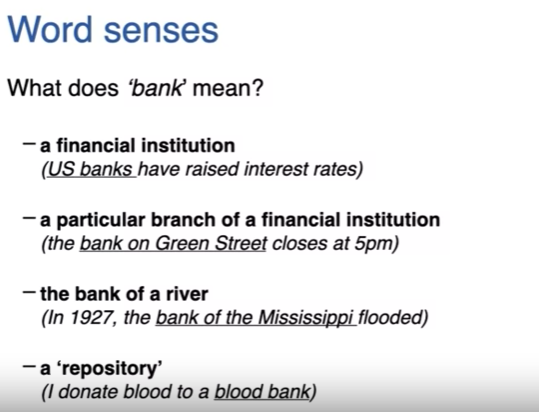 Word senses
What does ‘bank’ mean?
– a financial institution
(US banks have raised interest rates)
– a particular branch of a financial institution
(the bank on Green Street closes at 5pm)
– the bank of a river
(In 1927, the bank of the Mississippi flooded)
– a ‘repository’
(I donate blood to a blood bank)